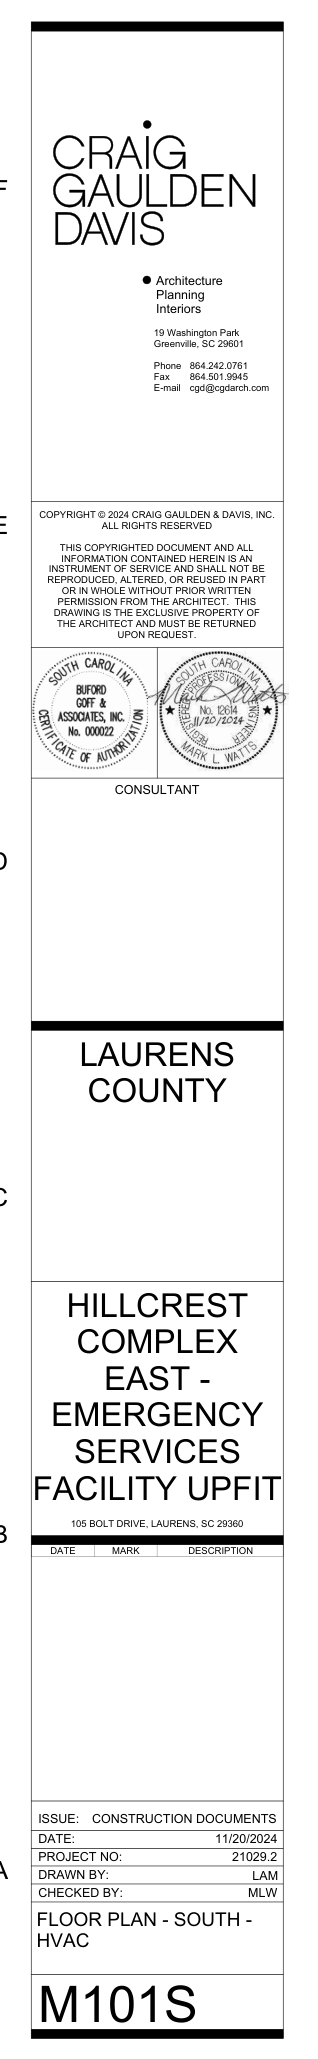 CRAIG
GAULDEN
DAVIS
Architecture
Planning
Interiors
19 Washington Park
Greenville, SC 29601
Phone 864.242.0761
Fax 864.501.9945
E-mail cgd@cgdarch.com
F
E
D
C
B
A
COPYRIGHT © 2024 CRAIG GAULDEN & DAVIS, INC.
ALL RIGHTS RESERVED
THIS COPYRIGHTED DOCUMENT AND ALL
INFORMATION CONTAINED HEREIN IS AN
INSTRUMENT OF SERVICE AND SHALL NOT BE
REPRODUCED, ALTERED, OR REUSED IN PART
OR IN WHOLE WITHOUT PRIOR WRITTEN
PERMISSION FROM THE ARCHITECT. THIS
DRAWING IS THE EXCLUSIVE PROPERTY OF
THE ARCHITECT AND MUST BE RETURNED
UPON REQUEST.
SOUTH CAROLINA
BUFORD
GOFF &
ASSOCIATES, INC.
No. 000022
CERTIFICATE OF AUTHORIZATION
SOUTH CAROLINA
REGISTERED PROFESSIONAL ENGINEER
No. 12614
11/20/2024
MARK L. WATTS
Mark L Watts
CONSULTANT
LAURENS
COUNTY
HILLCREST
COMPLEX
EAST -
EMERGENCY
SERVICES
FACILITY UPFIT
105 BOLT DRIVE, LAURENS, SC 29360
DATE MARK DESCRIPTION
ISSUE: CONSTRUCTION DOCUMENTS
DATE: 11/20/2024
PROJECT NO: 21029.2
DRAWN BY: LAM
CHECKED BY: MLW
FLOOR PLAN - SOUTH -
HVAC
M101S